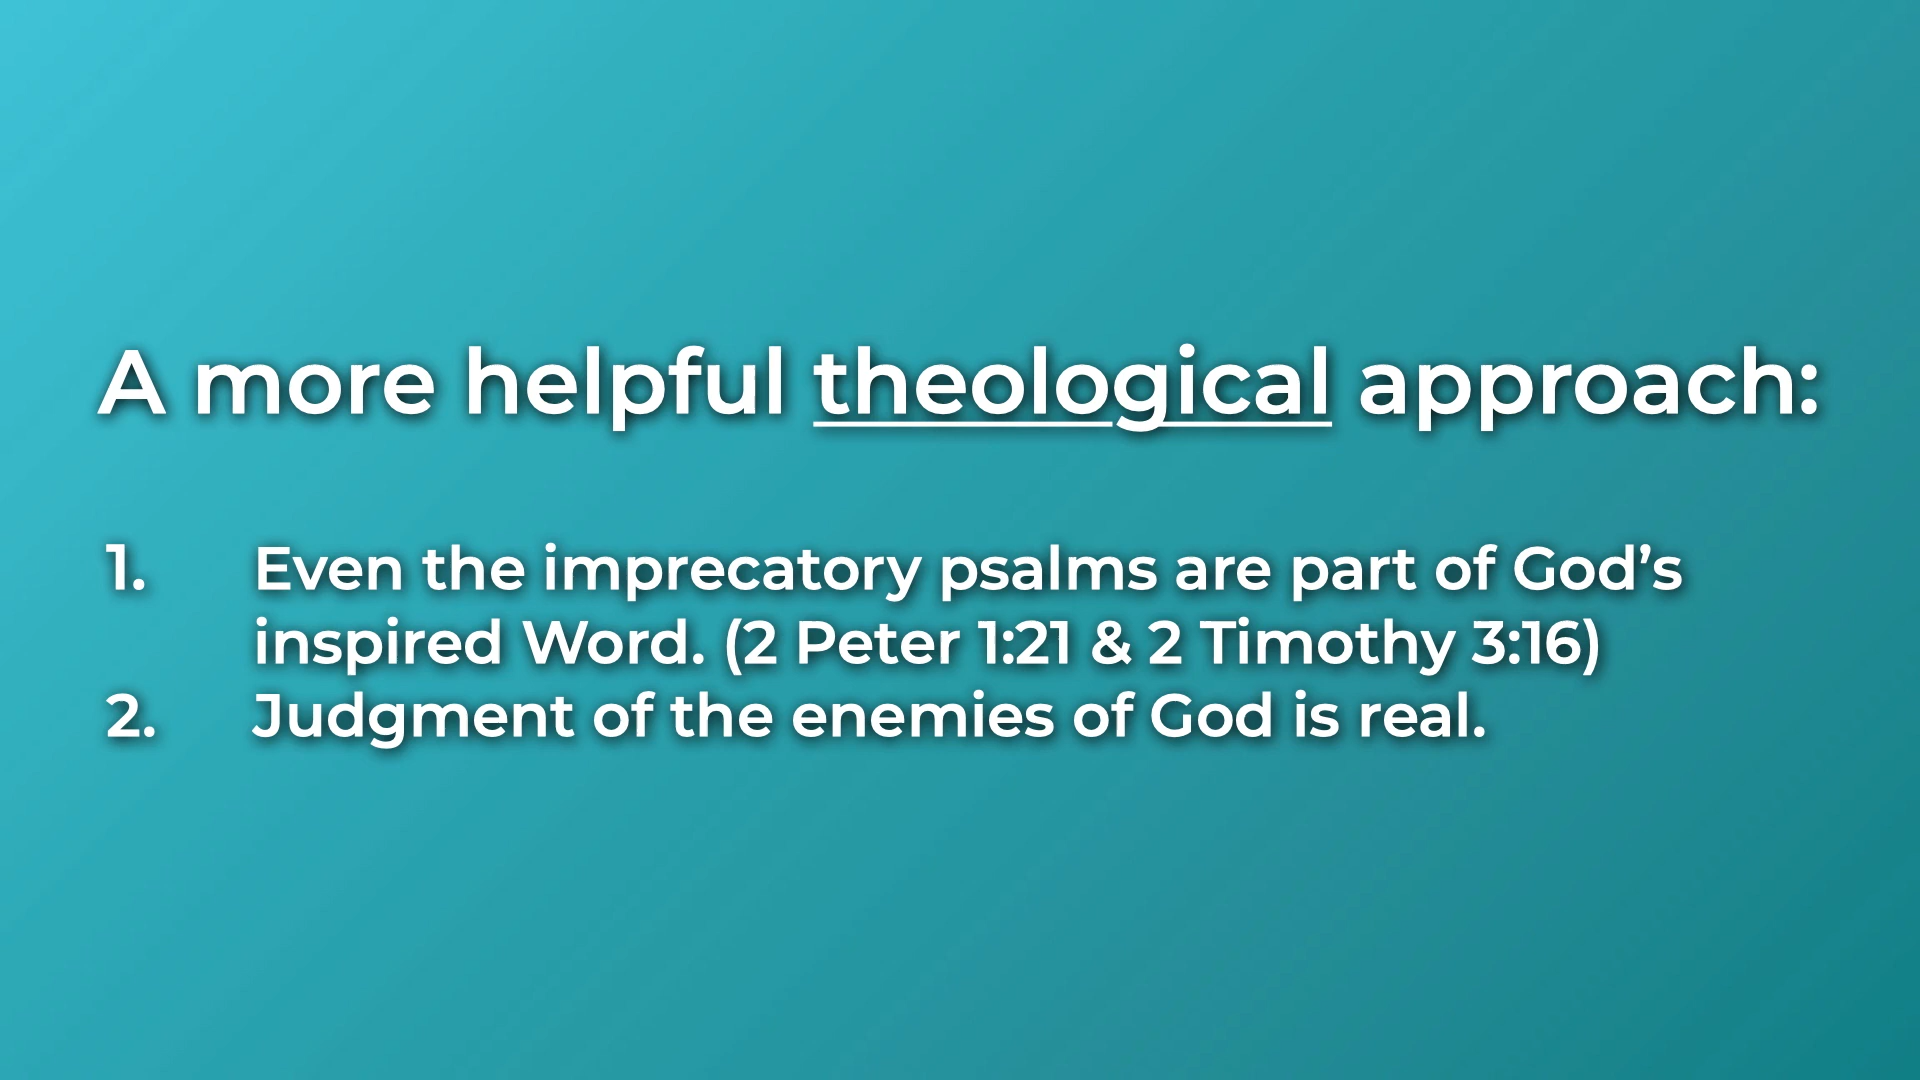 A more helpful theological approach:
1. Even the imprecatory psalms are part of God’s
inspired Word. (2 Peter 1:21 & 2 Timothy 3:16)
2. Judgment of the enemies of God is real.